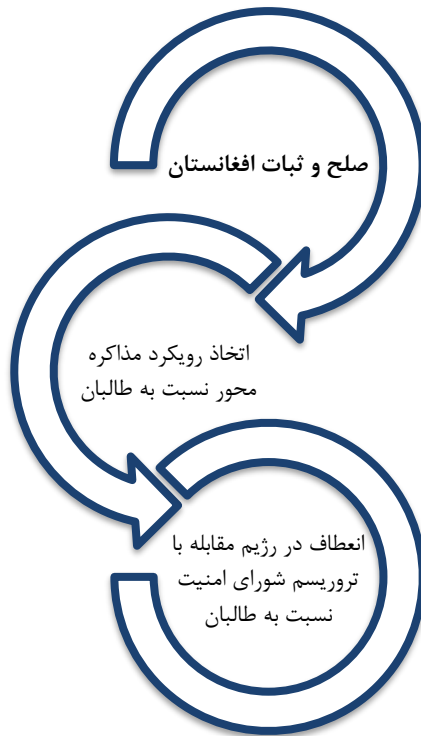 صلح و ثبات افغانستان
اتخاذ رویکرد مذاکره
محور نسبت به طالبان
انعطاف در رژیم مقابله با
تروریسم شورای امنیت
نسبت به طالبان